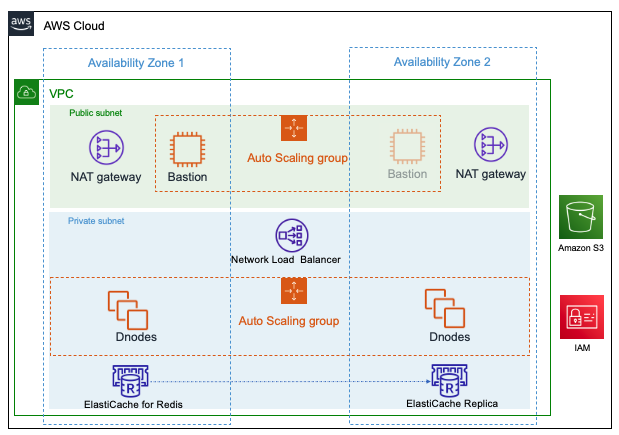 aws
AWS Cloud
Availability Zone 1
Availability Zone 2
VPC
Public subnet
NAT gateway
Bastion
Auto Scaling group
Bastion
NAT gateway
Private subnet
Network Load Balancer
Amazon S3
Dnodes
Auto Scaling group
Dnodes
IAM
R
R
ElastiCache for Redis
ElastiCache Replica